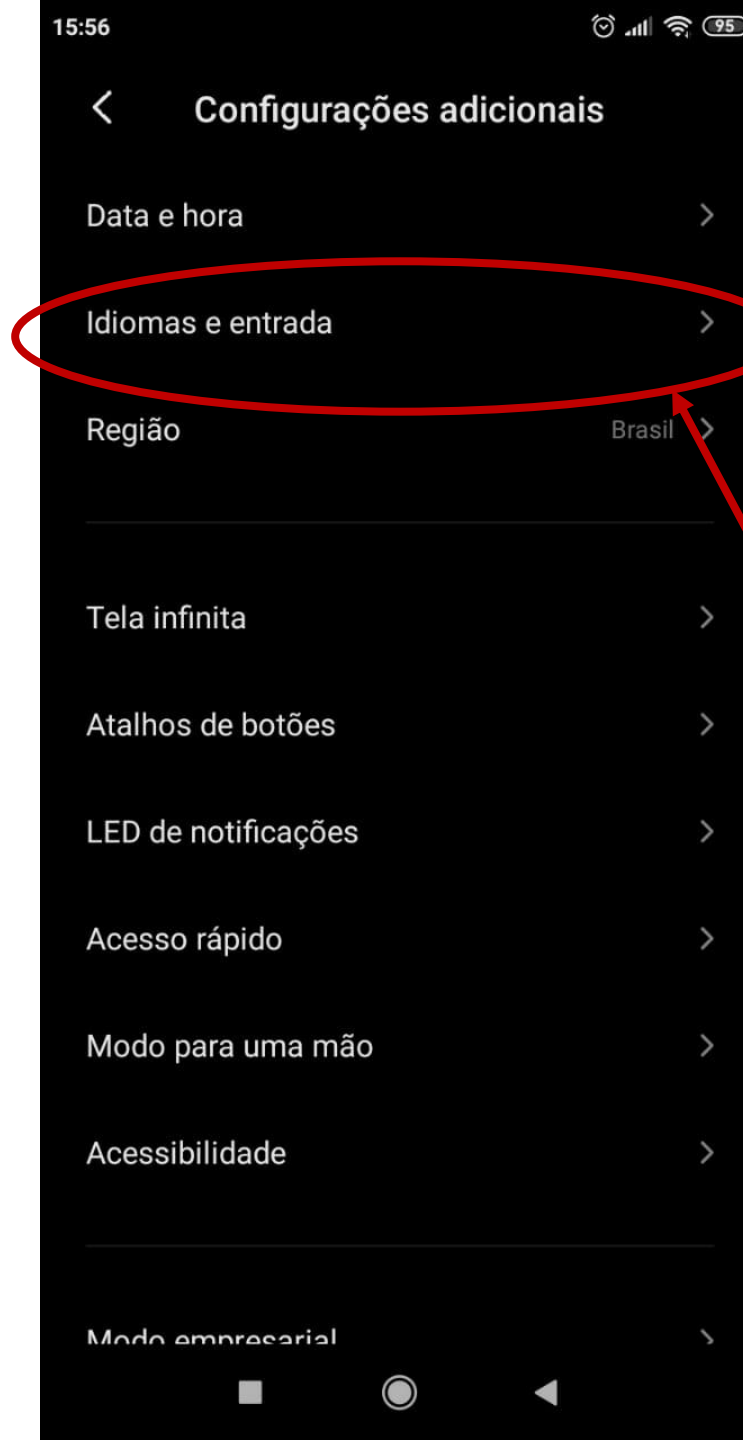 15:56 95
Configurações adicionais
Data e hora
Idiomas e entrada
Região Brasil
Tela infinita
Atalhos de botões
LED de notificações
Acesso rápido
Modo para uma mão
Acessibilidade
Modo empresarial